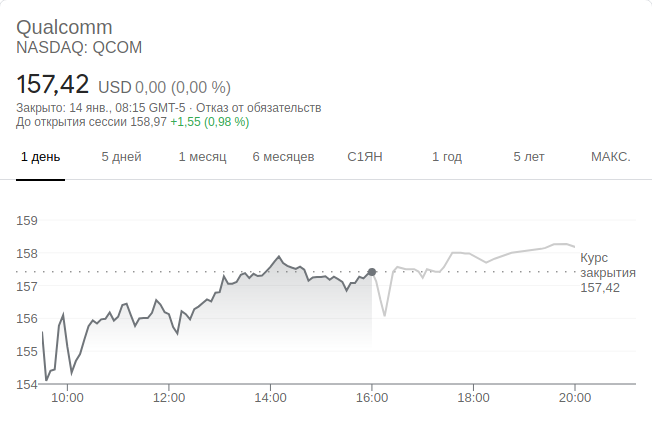 Qualcomm
NASDAQ: QCOM
157,42 USD 0,00 (0,00 %)
Закрыто: 14 янв., 08:15 GMT-5 · Отказ от обязательств
До открытия сессии 158,97 +1,55 (0,98 %)
1 день 5 дней 1 месяц 6 месяцев С1ЯН 1 год 5 лет МАКС.
159
158
157
156
155
154
Курс
закрытия
157,42
10:00 12:00 14:00 16:00 18:00 20:00